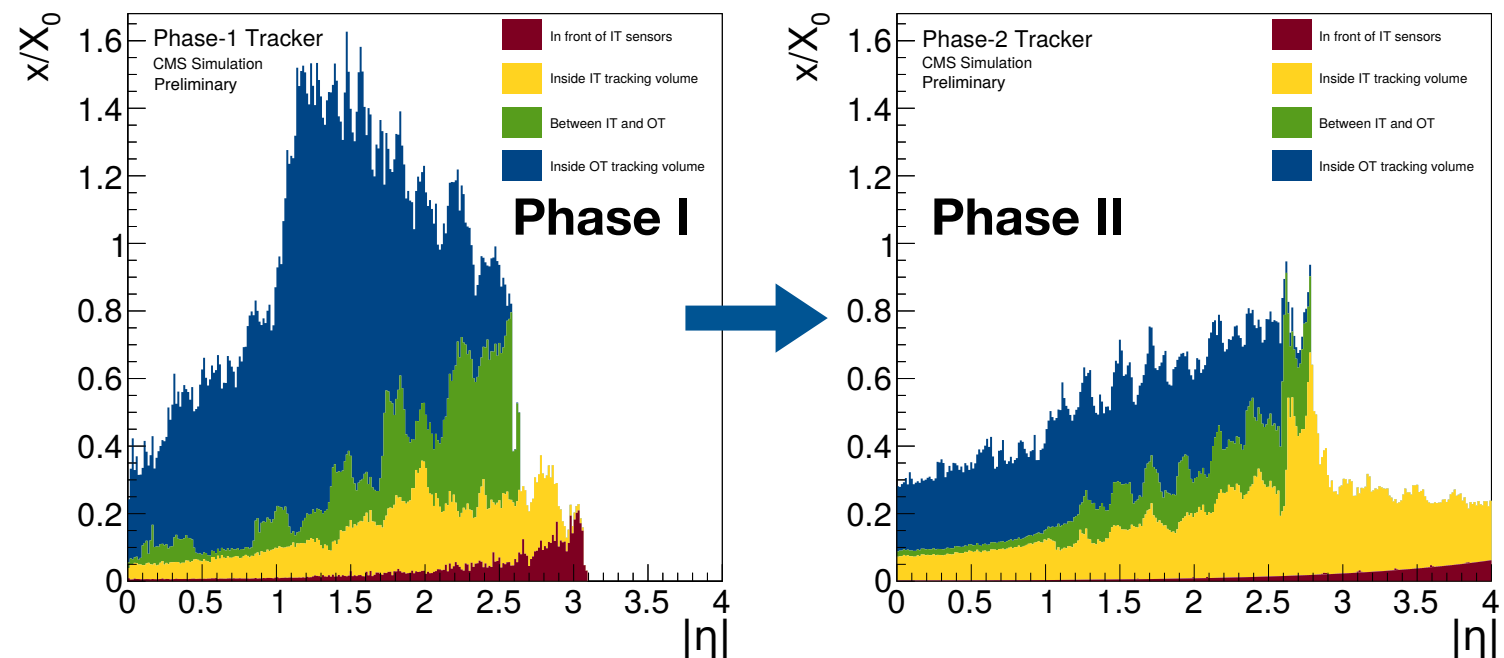 x/X0
1.6
1.4
1.2
1
0.8
0.6
0.4
0.2
0
Phase-1 Tracker
CMS Simulation
Preliminary
In front of IT sensors
Inside IT tracking volume
Between IT and OT
Inside OT tracking volume
Phase I
0 0.5 1 1.5 2 2.5 3 3.5 4
|η|
x/X0
1.6
1.4
1.2
1
0.8
0.6
0.4
0.2
0
Phase-2 Tracker
CMS Simulation
Preliminary
In front of IT sensors
Inside IT tracking volume
Between IT and OT
Inside OT tracking volume
Phase II
0 0.5 1 1.5 2 2.5 3 3.5 4
|η|